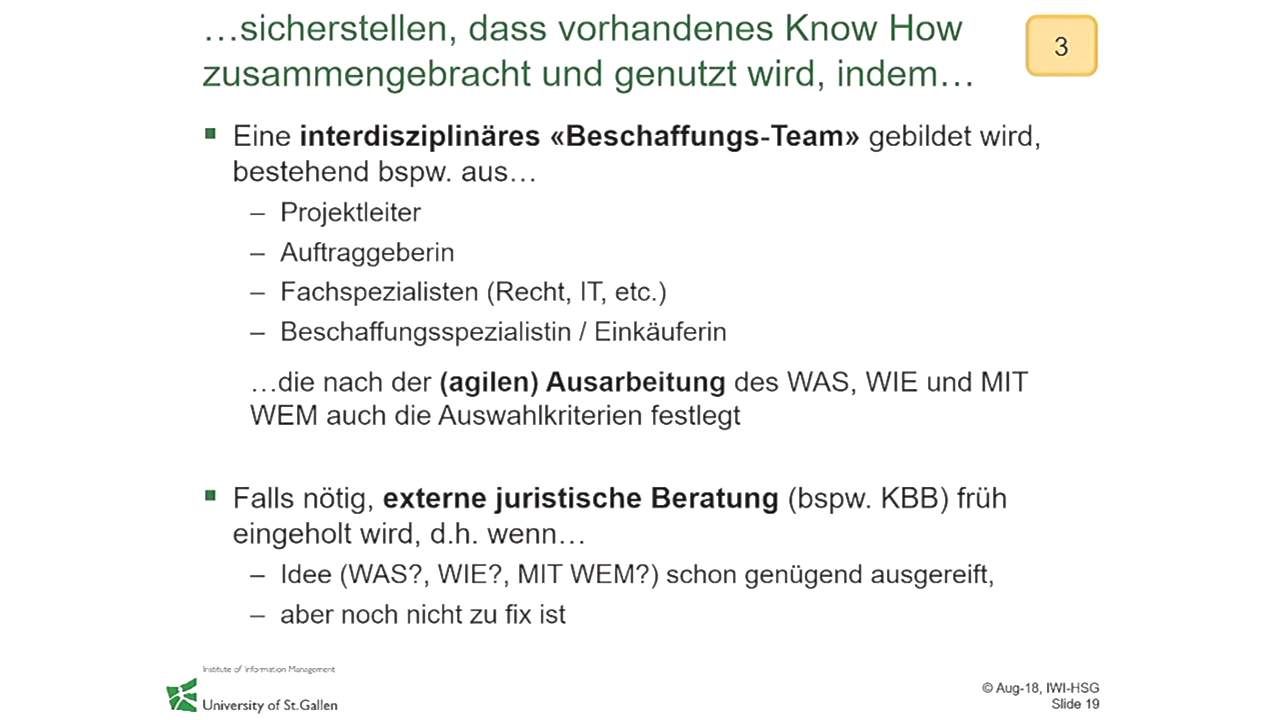 …sicherstellen, dass vorhandenes Know How
zusammengebracht und genutzt wird, indem…
3
Eine interdisziplinäres «Beschaffungs-Team» gebildet wird,
bestehend bspw. aus…
– Projektleiter
– Auftraggeberin
– Fachspezialisten (Recht, IT, etc.)
– Beschaffungsspezialistin / Einkäuferin
…die nach der (agilen) Ausarbeitung des WAS, WIE und MIT
WEM auch die Auswahlkriterien festlegt
Falls nötig, externe juristische Beratung (bspw. KBB) früh
eingeholt wird, d.h. wenn…
– Idee (WAS?, WIE?, MIT WEM?) schon genügend ausgereift,
– aber noch nicht zu fix ist
Institute of Information Management
University of St.Gallen
© Aug-18, IWI-HSG
Slide 19